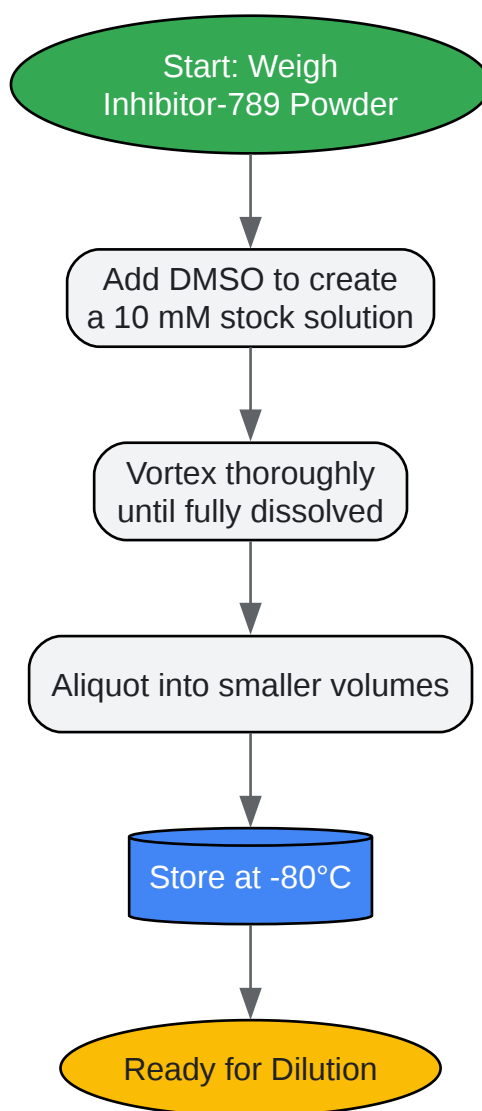 Start: Weigh
Inhibitor-789 Powder
Add DMSO to create
a 10 mM stock solution
Vortex thoroughly
until fully dissolved
Aliquot into smaller volumes
Store at -80°C
Ready for Dilution